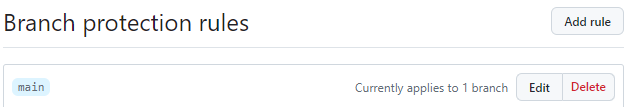 Branch protection rules
Add rule
main
Currently applies to 1 branch
Edit
Delete